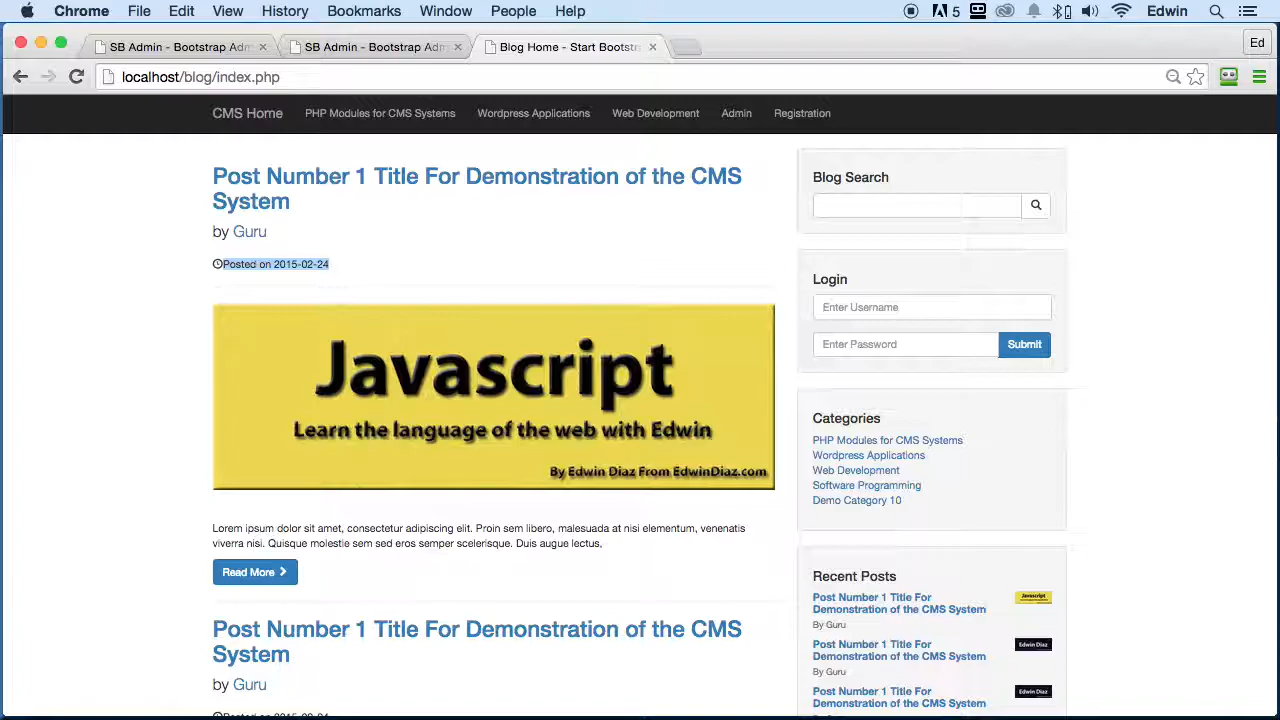 Chrome File Edit View History Bookmarks Window People Help 5 Edwin
SB Admin - Bootstrap Adm
SB Admin - Bootstrap Adm
Blog Home - Start Bootstr
Ed
localhost/blog/index.php
CMS Home PHP Modules for CMS Systems Wordpress Applications Web Development Admin Registration
Post Number 1 Title For Demonstration of the CMS
System
by Guru
Posted on 2015-02-24
Javascript
Learn the language of the web with Edwin
By Edwin Diaz From EdwinDiaz.com
Lorem ipsum dolor sit amet, consectetur adipiscing elit. Proin sem libero, malesuada at nisi elementum, venenatis
viverra nisi. Quisque molestie sem sed eros semper scelerisque. Duis augue lectus,
Read More
Post Number 1 Title For Demonstration of the CMS
System
by Guru
Blog Search
Login
Enter Username
Enter Password
Submit
Categories
PHP Modules for CMS Systems
Wordpress Applications
Web Development
Software Programming
Demo Category 10
Recent Posts
Post Number 1 Title For
Demonstration of the CMS System
Javascript
By Guru
Post Number 1 Title For
Demonstration of the CMS System
Edwin Diaz
By Guru
Post Number 1 Title For
Demonstration of the CMS System
Edwin Diaz